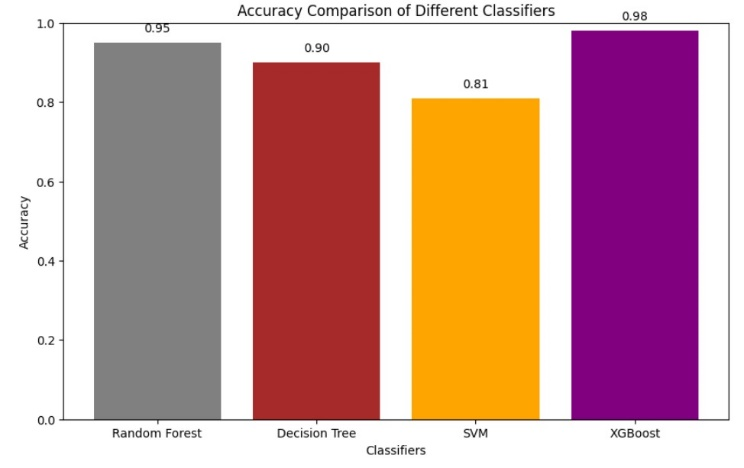 Accuracy Comparison of Different Classifiers
0.95
0.90
0.81
0.98
1.0
0.8
0.6
0.4
0.2
0.0
Accuracy
Random Forest
Decision Tree
SVM
XGBoost
Classifiers